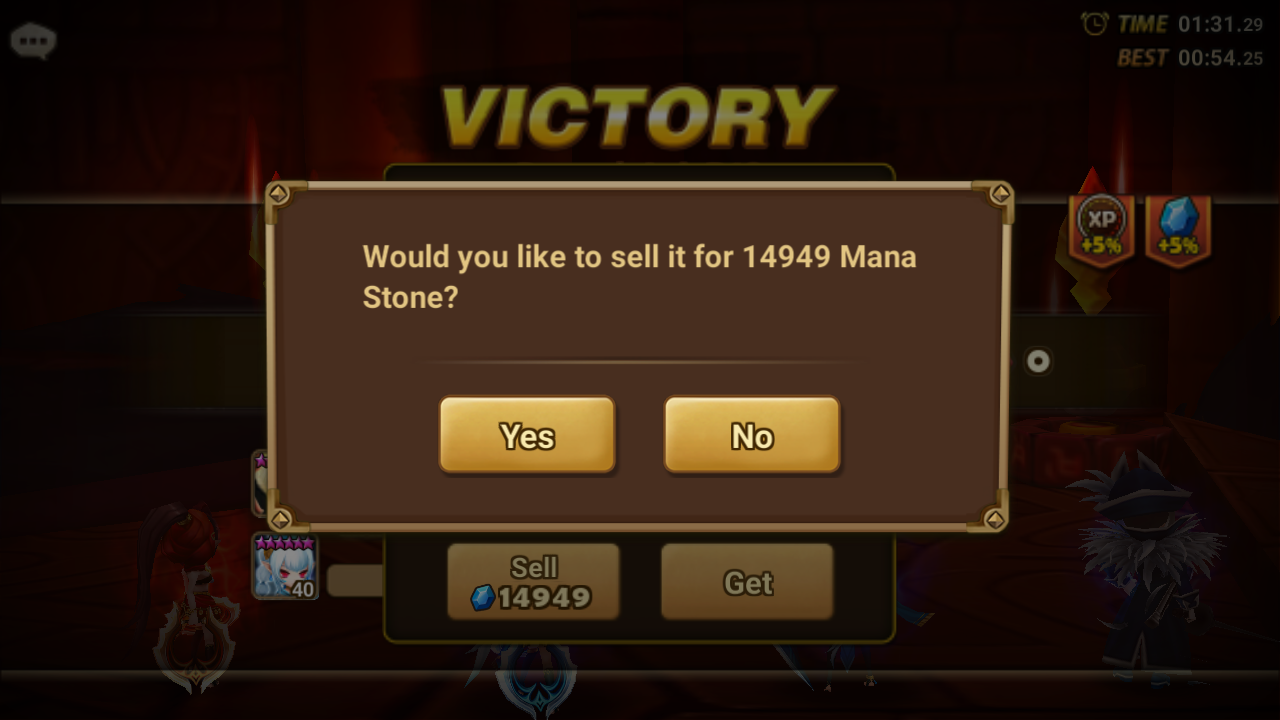 TIME 01:31.29
BEST 00:54.25
VICTORY
XP
+5%
+5%
Would you like to sell it for 14949 Mana
Stone?
Yes
No
40
Sell
14949
Get